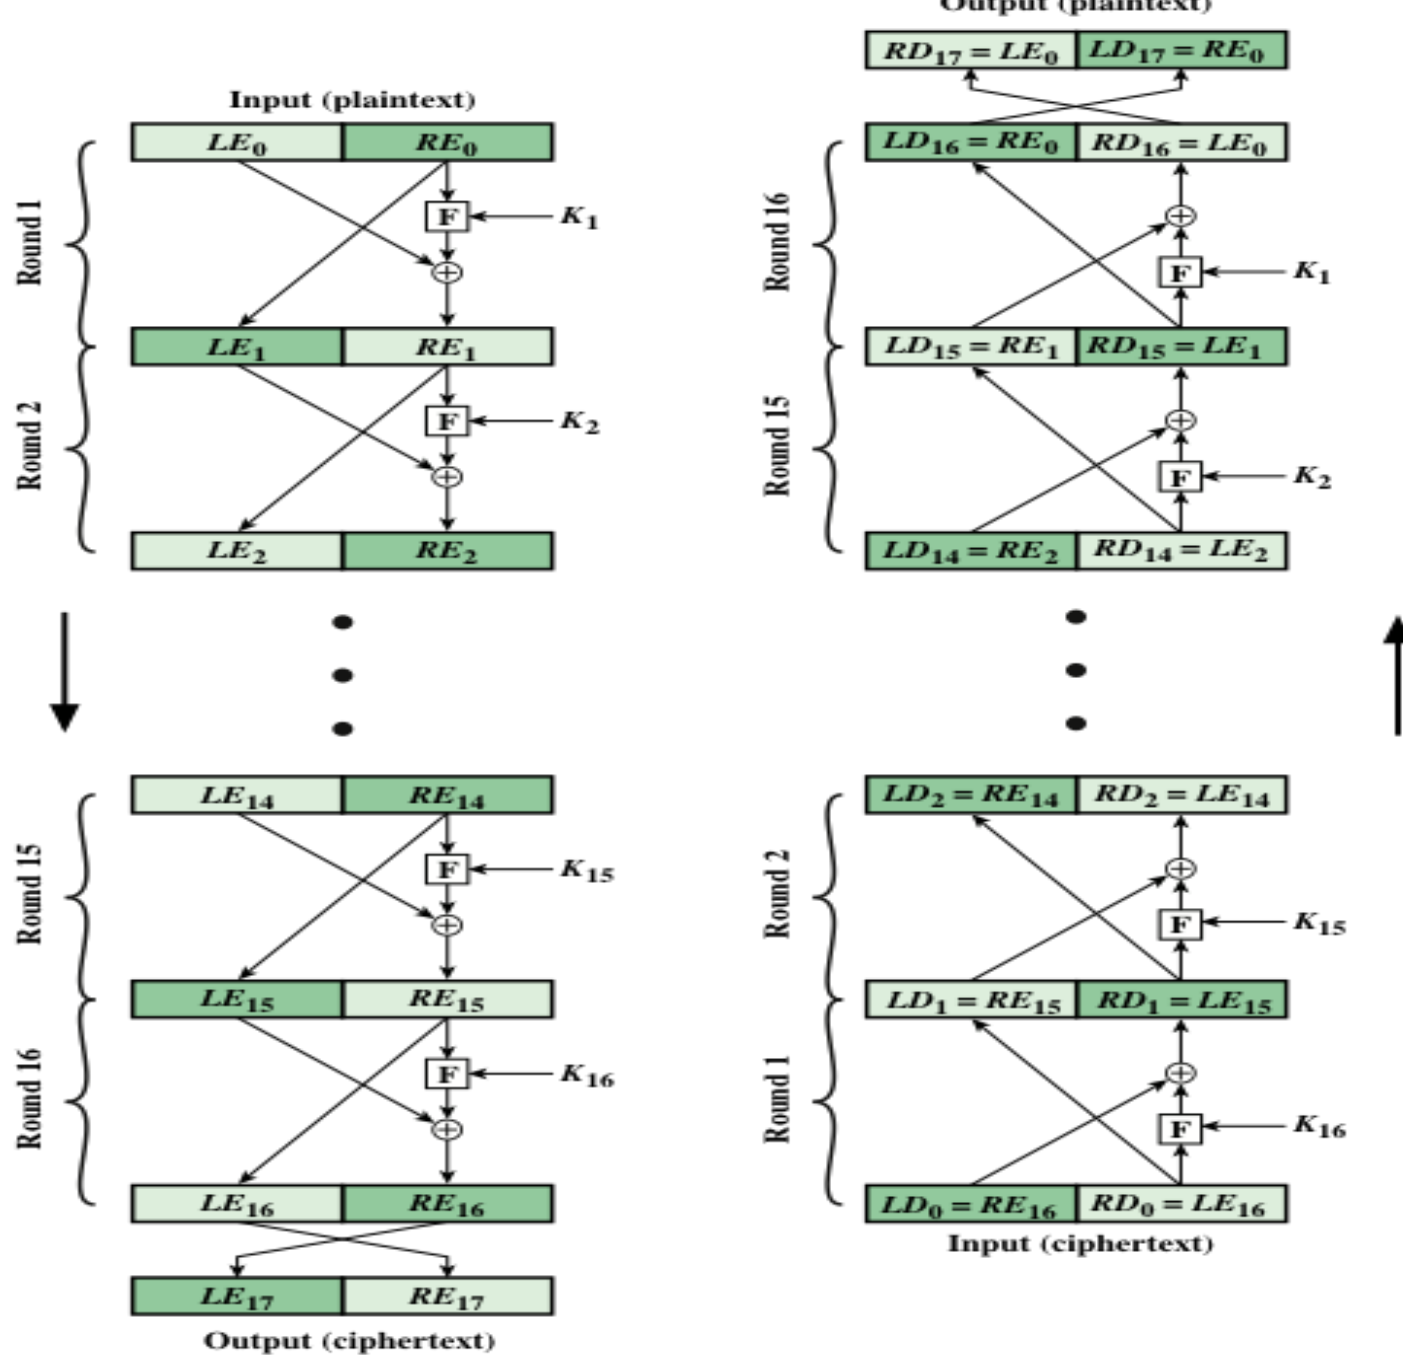 Input (plaintext)
LE0 RE0
F K1
Round 1
LE1 RE1
F K2
Round 2
LE2 RE2
LE14 RE14
F K15
Round 15
LE15 RE15
F K16
Round 16
LE16 RE16
LE17 RE17
Output (ciphertext)
Output (plaintext)
RD17 = LE0 LD17 = RE0
LD16 = RE0 RD16 = LE0
Round 16
F K1
LD15 = RE1 RD15 = LE1
Round 15
F K2
LD14 = RE2 RD14 = LE2
LD2 = RE14 RD2 = LE14
Round 2
F K15
LD1 = RE15 RD1 = LE15
Round 1
F K16
LD0 = RE16 RD0 = LE16
Input (ciphertext)